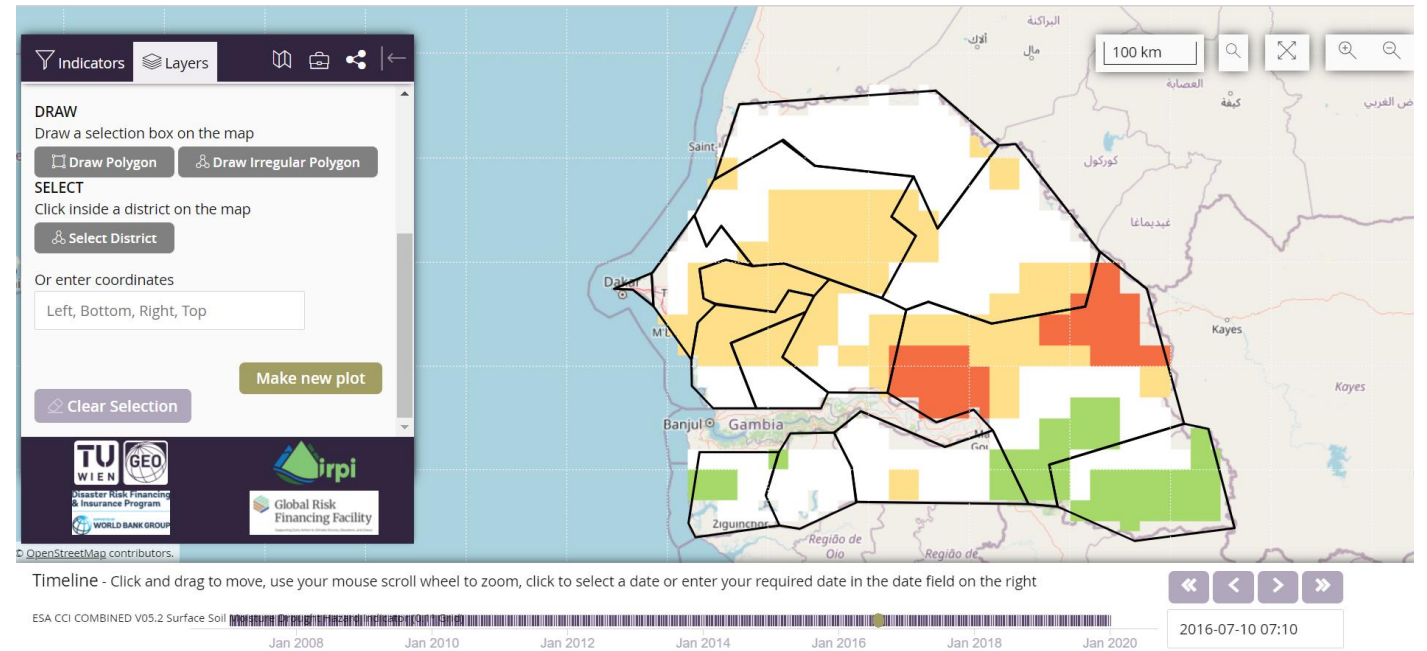 Indicators Layers
DRAW
Draw a selection box on the map
Draw Polygon Draw Irregular Polygon
SELECT
Click inside a district on the map
Select District
Or enter coordinates
Left, Bottom, Right, Top
Make new plot
Clear Selection
TU
WIEN
GEO
irpi
Disaster Risk Financing
& Insurance Program
WORLD BANK GROUP
Global Risk
Financing Facility
© OpenStreetMap contributors.
البراكنة
ألاك
مال
100 km
العصابة
كيفة
كوركول
غيديماغا
Saint-
Dakar
T
M'B
Kayes
Kayes
Banjul
Gambia
Ma
Gou
Ziguinchor
Região de
Oio
Região de
Timeline - Click and drag to move, use your mouse scroll wheel to zoom, click to select a date or enter your required date in the date field on the right
ESA CCI COMBINED V05.2 Surface Soil Moisture Drought Hazard Indicator (0.1° Grid)
Jan 2008 Jan 2010 Jan 2012 Jan 2014 Jan 2016 Jan 2018 Jan 2020
2016-07-10 07:10